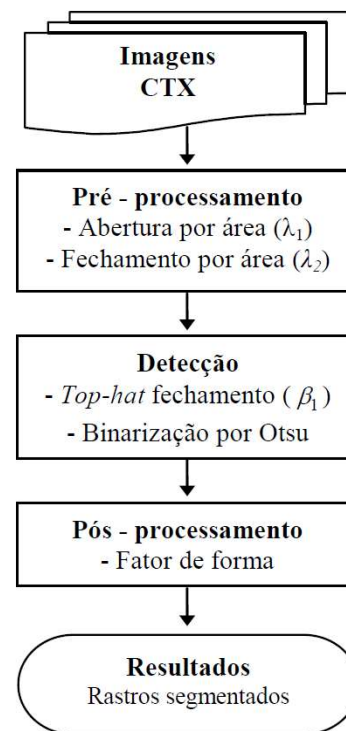 Imagens
CTX
Pré - processamento
- Abertura por área (λ₁)
- Fechamento por área (λ₂)
Detecção
- Top-hat fechamento ( β₁ )
- Binarização por Otsu
Pós - processamento
- Fator de forma
Resultados
Rastros segmentados